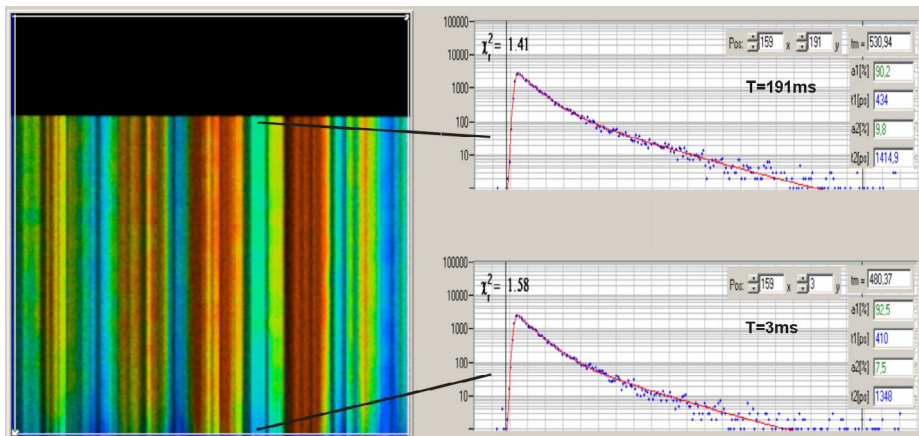 100000
10000
1000
100
10
χ²r = 1.41
Pos: 159 x 191 y
tm = 530,94
a1[%] 90,2
T=191ms
t1[ps] 434
a2[%] 9,8
t2[ps] 1414,9
100000
10000
1000
100
10
χ²r = 1.58
Pos: 159 x 3 y
tm = 480,37
a1[%] 92,5
T=3ms
t1[ps] 410
a2[%] 7,5
t2[ps] 1348